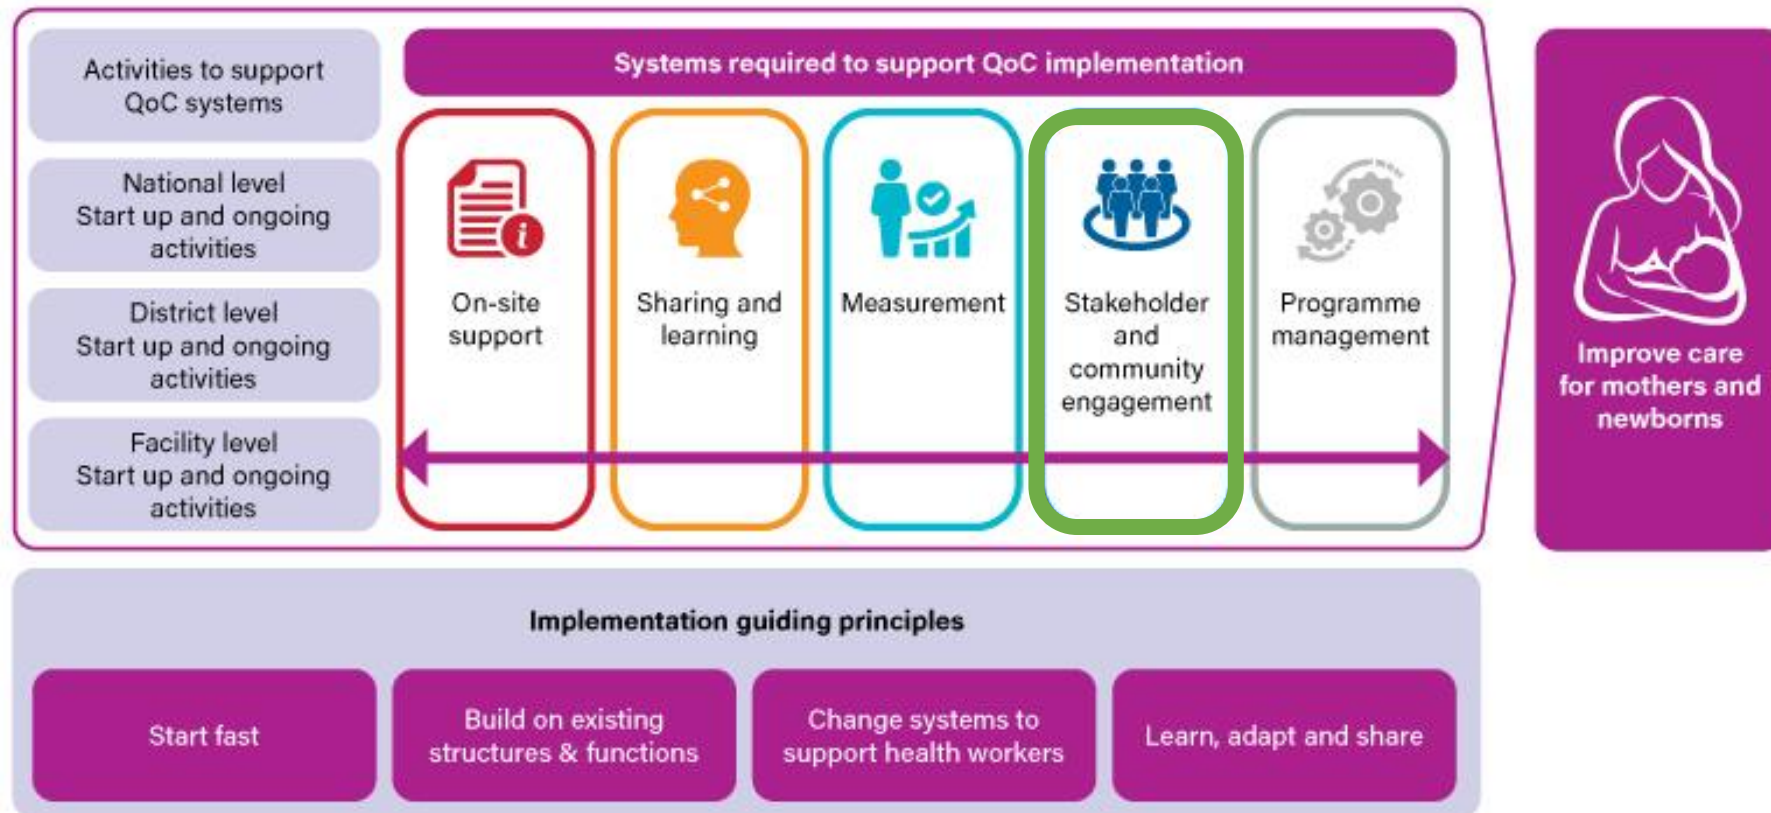 Activities to support
QoC systems
National level
Start up and ongoing
activities
District level
Start up and ongoing
activities
Facility level
Start up and ongoing
activities
Systems required to support QoC implementation
i
On-site
support
Sharing and
learning
Measurement
Stakeholder
and
community
engagement
Programme
management
Improve care
for mothers and
newborns
Implementation guiding principles
Start fast
Build on existing
structures & functions
Change systems to
support health workers
Learn, adapt and share